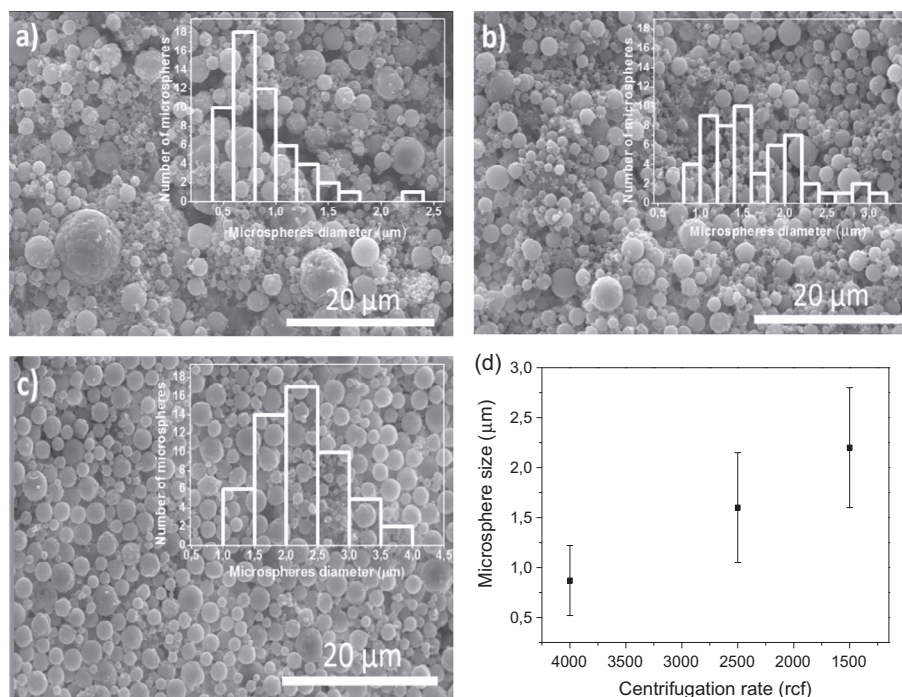 a)
Number of microspheres
18
16
14
12
10
8
6
4
2
0
0,5 1,0 1,5 2,0 2,5
Microspheres diameter (μm)
20 μm
b)
Number of microspheres
18
16
14
12
10
8
6
4
2
0
0,5 1,0 1,5 2,0 2,5 3,0
Microspheres diameter (μm)
20 μm
c)
Number of microspheres
18
16
14
12
10
8
6
4
2
0
0,5 1,0 1,5 2,0 2,5 3,0 3,5 4,0 4,5
Microspheres diameter (μm)
20 μm
(d)
Microsphere size (μm)
3,0
2,5
2,0
1,5
1,0
0,5
4000 3500 3000 2500 2000 1500
Centrifugation rate (rcf)